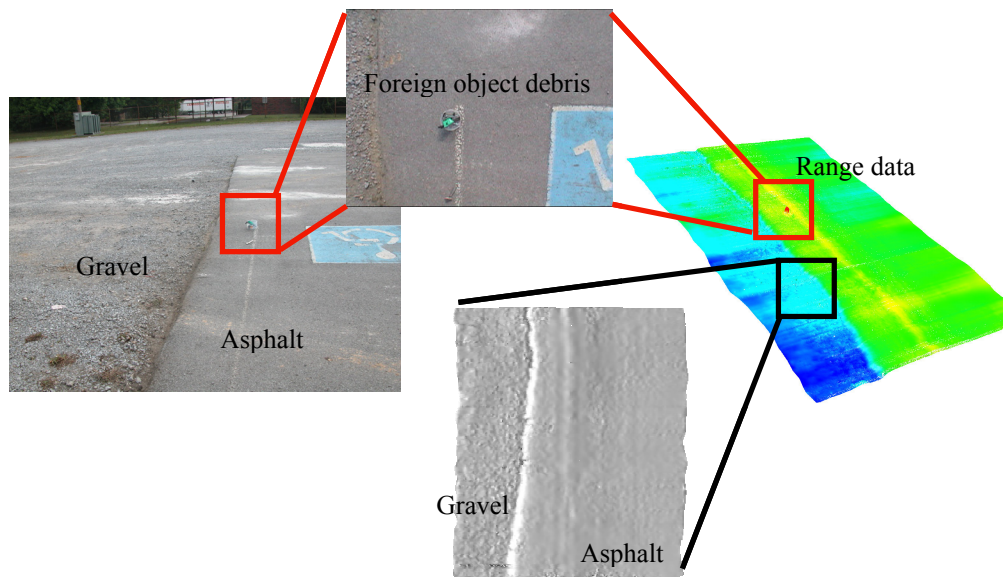 Foreign object debris
Range data
Gravel
Asphalt
Gravel
Asphalt